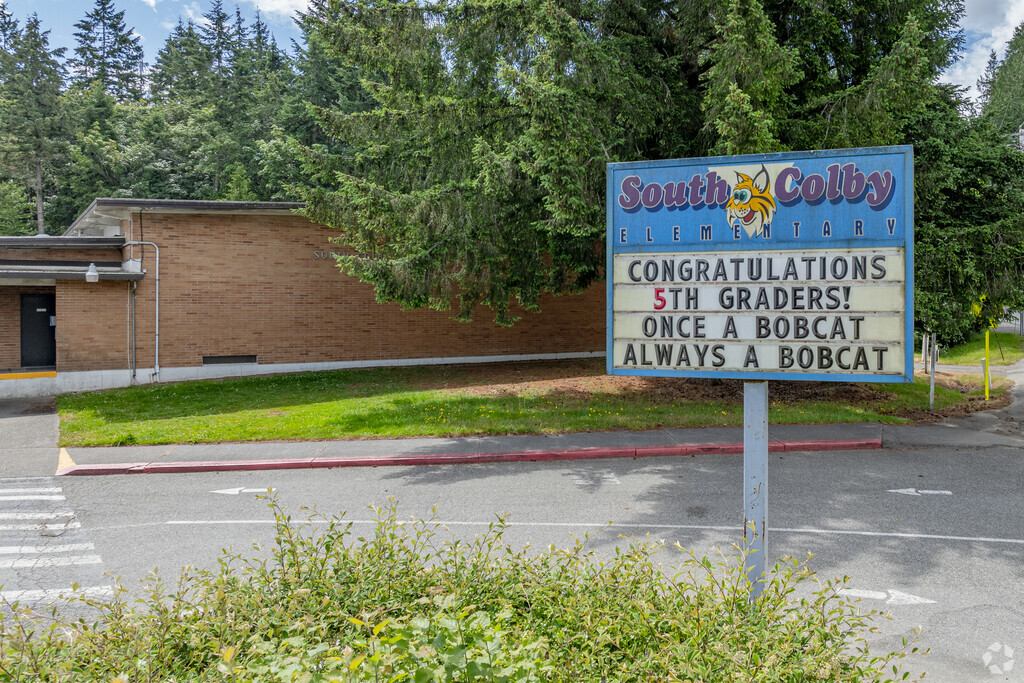 South Colby
ELEMENTARY
CONGRATULATIONS
5TH GRADERS!
ONCE A BOBCAT
ALWAYS A BOBCAT